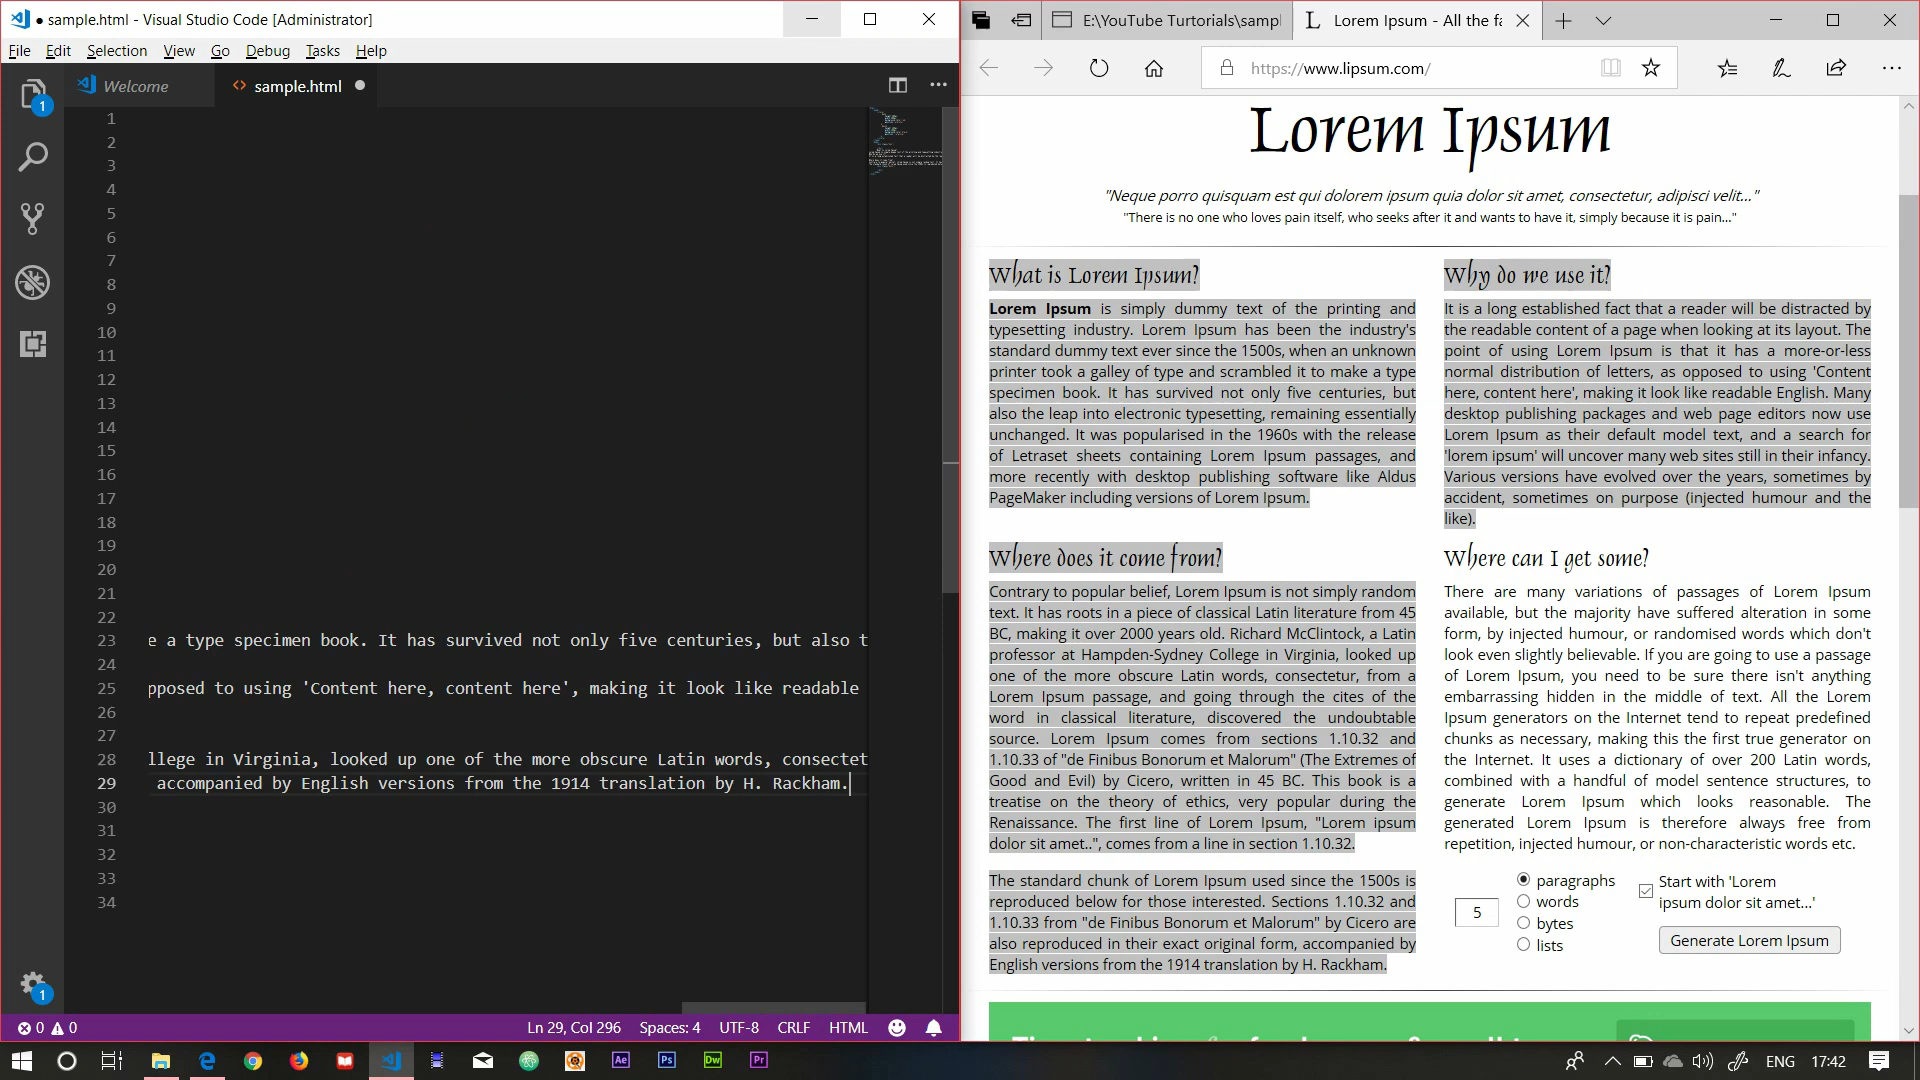 ● sample.html - Visual Studio Code [Administrator]
File Edit Selection View Go Debug Tasks Help
Welcome
sample.html
1
1
2
3
4
5
6
7
8
9
10
11
12
13
14
15
16
17
18
19
20
21
22
23 e a type specimen book. It has survived not only five centuries, but also t
24
25 pposed to using 'Content here, content here', making it look like readable
26
27
28 llege in Virginia, looked up one of the more obscure Latin words, consectet
29 accompanied by English versions from the 1914 translation by H. Rackham.
30
31
32
33
34
1
0 0
Ln 29, Col 296 Spaces: 4 UTF-8 CRLF HTML
E:\YouTube Turtorials\sampl
L Lorem Ipsum - All the fa
https://www.lipsum.com/
Lorem Ipsum
"Neque porro quisquam est qui dolorem ipsum quia dolor sit amet, consectetur, adipisci velit..."
"There is no one who loves pain itself, who seeks after it and wants to have it, simply because it is pain..."
What is Lorem Ipsum?
Lorem Ipsum is simply dummy text of the printing and
typesetting industry. Lorem Ipsum has been the industry's
standard dummy text ever since the 1500s, when an unknown
printer took a galley of type and scrambled it to make a type
specimen book. It has survived not only five centuries, but
also the leap into electronic typesetting, remaining essentially
unchanged. It was popularised in the 1960s with the release
of Letraset sheets containing Lorem Ipsum passages, and
more recently with desktop publishing software like Aldus
PageMaker including versions of Lorem Ipsum.
Why do we use it?
It is a long established fact that a reader will be distracted by
the readable content of a page when looking at its layout. The
point of using Lorem Ipsum is that it has a more-or-less
normal distribution of letters, as opposed to using 'Content
here, content here', making it look like readable English. Many
desktop publishing packages and web page editors now use
Lorem Ipsum as their default model text, and a search for
'lorem ipsum' will uncover many web sites still in their infancy.
Various versions have evolved over the years, sometimes by
accident, sometimes on purpose (injected humour and the
like).
Where does it come from?
Contrary to popular belief, Lorem Ipsum is not simply random
text. It has roots in a piece of classical Latin literature from 45
BC, making it over 2000 years old. Richard McClintock, a Latin
professor at Hampden-Sydney College in Virginia, looked up
one of the more obscure Latin words, consectetur, from a
Lorem Ipsum passage, and going through the cites of the
word in classical literature, discovered the undoubtable
source. Lorem Ipsum comes from sections 1.10.32 and
1.10.33 of "de Finibus Bonorum et Malorum" (The Extremes of
Good and Evil) by Cicero, written in 45 BC. This book is a
treatise on the theory of ethics, very popular during the
Renaissance. The first line of Lorem Ipsum, "Lorem ipsum
dolor sit amet..", comes from a line in section 1.10.32.
The standard chunk of Lorem Ipsum used since the 1500s is
reproduced below for those interested. Sections 1.10.32 and
1.10.33 from "de Finibus Bonorum et Malorum" by Cicero are
also reproduced in their exact original form, accompanied by
English versions from the 1914 translation by H. Rackham.
Where can I get some?
There are many variations of passages of Lorem Ipsum
available, but the majority have suffered alteration in some
form, by injected humour, or randomised words which don't
look even slightly believable. If you are going to use a passage
of Lorem Ipsum, you need to be sure there isn't anything
embarrassing hidden in the middle of text. All the Lorem
Ipsum generators on the Internet tend to repeat predefined
chunks as necessary, making this the first true generator on
the Internet. It uses a dictionary of over 200 Latin words,
combined with a handful of model sentence structures, to
generate Lorem Ipsum which looks reasonable. The
generated Lorem Ipsum is therefore always free from
repetition, injected humour, or non-characteristic words etc.
5
paragraphs
words
bytes
lists
Start with 'Lorem
ipsum dolor sit amet...'
Generate Lorem Ipsum
Ae Ps Dw Pr
ENG 17:42